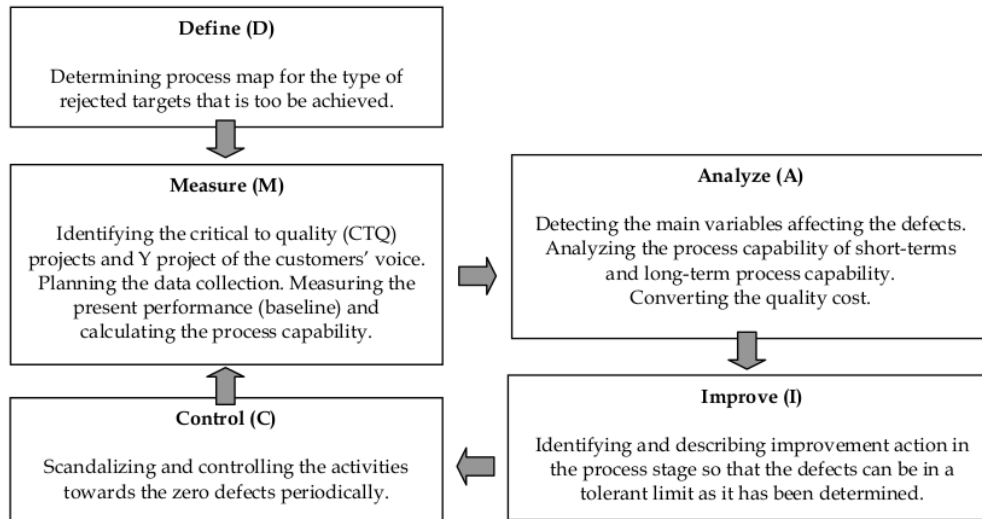 Define (D)
Determining process map for the type of
rejected targets that is too be achieved.
Measure (M)
Identifying the critical to quality (CTQ)
projects and Y project of the customers' voice.
Planning the data collection. Measuring the
present performance (baseline) and
calculating the process capability.
Analyze (A)
Detecting the main variables affecting the defects.
Analyzing the process capability of short-terms
and long-term process capability.
Converting the quality cost.
Improve (I)
Identifying and describing improvement action in
the process stage so that the defects can be in a
tolerant limit as it has been determined.
Control (C)
Scandalizing and controlling the activities
towards the zero defects periodically.